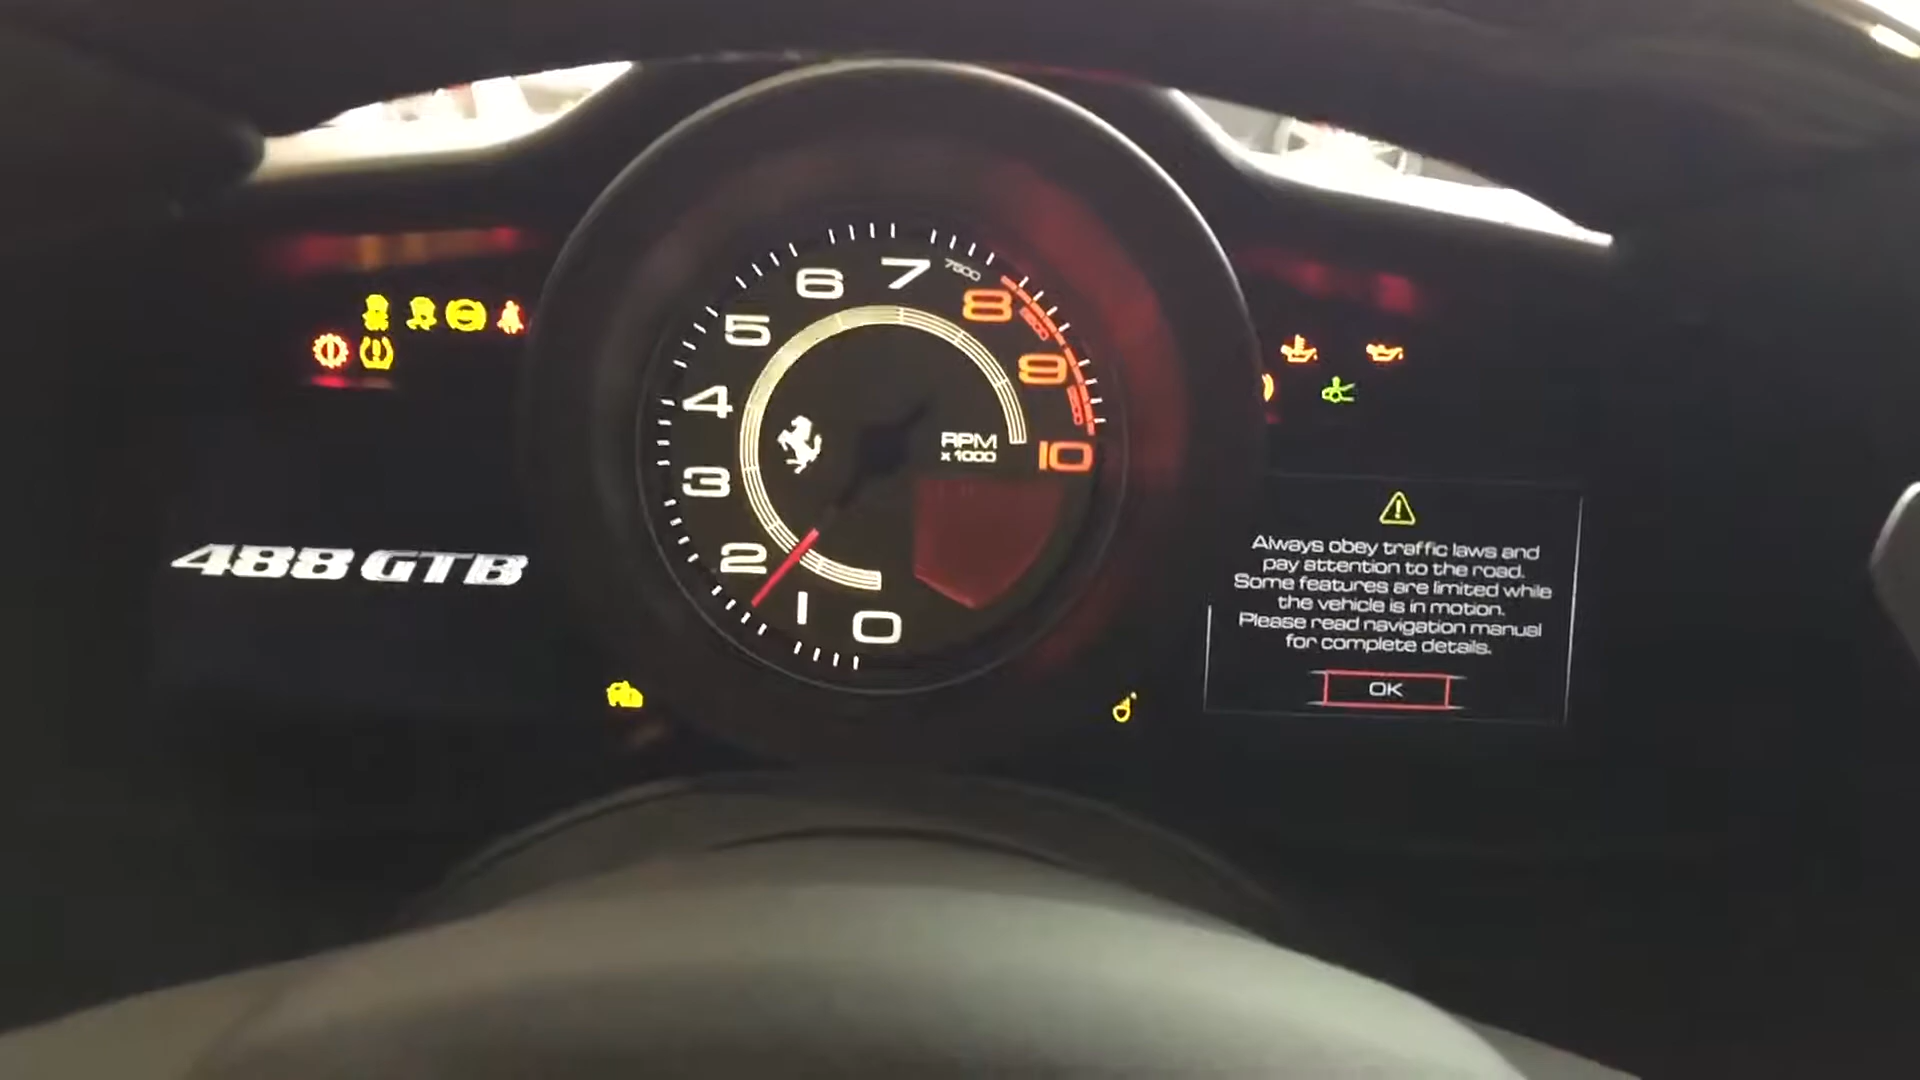 7
7500
6
8
5
9
4
RPM
x 1000
10
3
2
1
0
488 GTB
Always obey traffic laws and
pay attention to the road.
Some features are limited while
the vehicle is in motion.
Please read navigation manual
for complete details.
OK